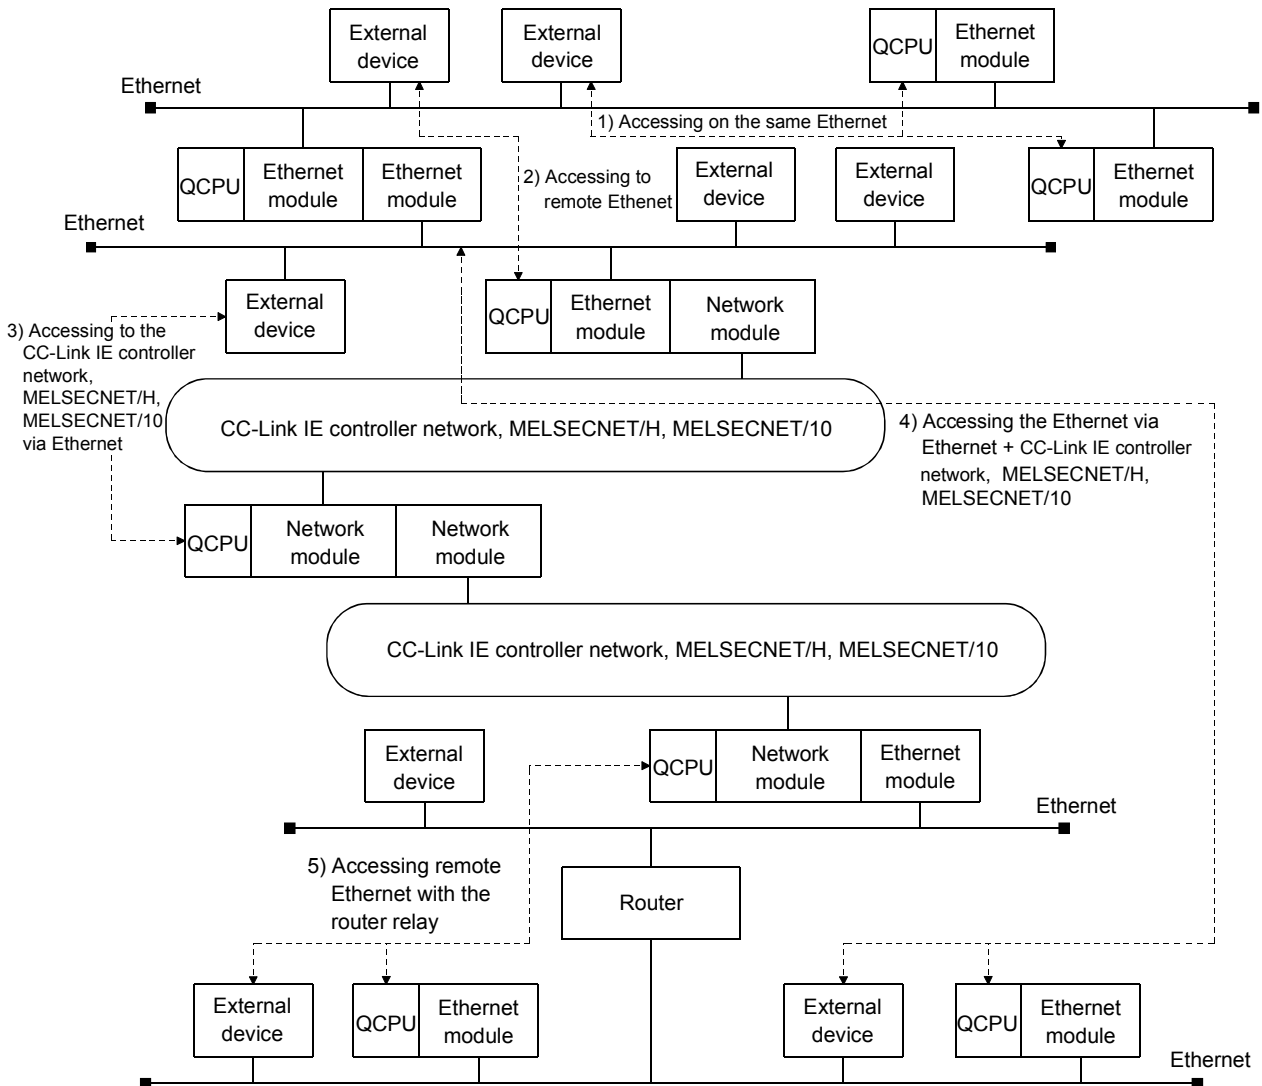 External
device
External
device
QCPU
Ethernet
module
Ethernet
1) Accessing on the same Ethernet
QCPU
Ethernet
module
Ethernet
module
2) Accessing to
remote Ethenet
External
device
External
device
QCPU
Ethernet
module
Ethernet
External
device
QCPU
Ethernet
module
Network
module
3) Accessing to the
CC-Link IE controller
network,
MELSECNET/H,
MELSECNET/10
via Ethernet
CC-Link IE controller network, MELSECNET/H, MELSECNET/10
4) Accessing the Ethernet via
Ethernet + CC-Link IE controller
network, MELSECNET/H,
MELSECNET/10
QCPU
Network
module
Network
module
CC-Link IE controller network, MELSECNET/H, MELSECNET/10
External
device
QCPU
Network
module
Ethernet
module
Ethernet
5) Accessing remote
Ethernet with the
router relay
Router
External
device
QCPU
Ethernet
module
External
device
QCPU
Ethernet
module
Ethernet